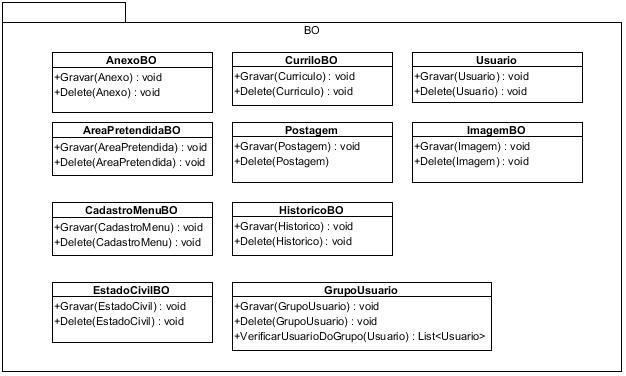 BO
AnexoBO
+Gravar(Anexo) : void
+Delete(Anexo) : void
CurriloBO
+Gravar(Curriculo) : void
+Delete(Curriculo) : void
Usuario
+Gravar(Usuario) : void
+Delete(Usuario) : void
AreaPretendidaBO
+Gravar(AreaPretendida) : void
+Delete(AreaPretendida) : void
Postagem
+Gravar(Postagem) : void
+Delete(Postagem)
ImagemBO
+Gravar(Imagem) : void
+Delete(Imagem) : void
CadastroMenuBO
+Gravar(CadastroMenu) : void
+Delete(CadastroMenu) : void
HistoricoBO
+Gravar(Historico) : void
+Delete(Historico) : void
EstadoCivilBO
+Gravar(EstadoCivil) : void
+Delete(EstadoCivil) : void
GrupoUsuario
+Gravar(GrupoUsuario) : void
+Delete(GrupoUsuario) : void
+VerificarUsuarioDoGrupo(Usuario) : List<Usuario>